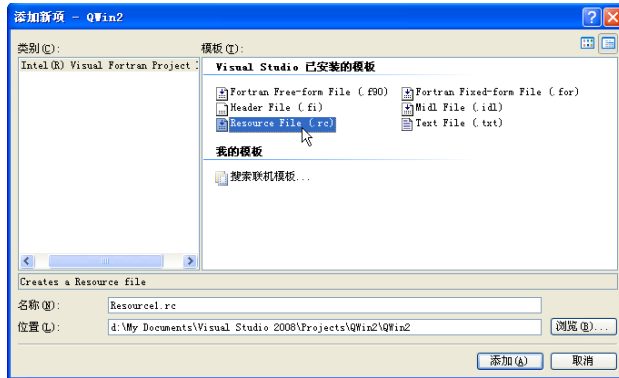 添加新项 - QWin2
类别(C):
模板(T):
Intel(R) Visual Fortran Project
Visual Studio 已安装的模板
Fortran Free-form File (.f90)
Fortran Fixed-form File (.for)
Header File (.fi)
Midl File (.idl)
Resource File (.rc)
Text File (.txt)
我的模板
搜索联机模板...
Creates a Resource file
名称(N):
Resource1.rc
位置(L):
d:\My Documents\Visual Studio 2008\Projects\QWin2\QWin2
浏览(B)...
添加(A)
取消